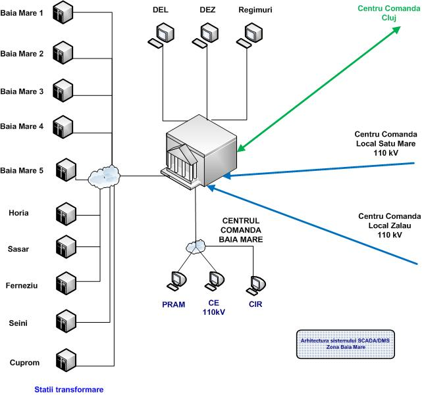 Baia Mare 1
Baia Mare 2
Baia Mare 3
Baia Mare 4
Baia Mare 5
Horia
Sasar
Ferneziu
Seini
Cuprom
Statii transformare
DEL
DEZ
Regimuri
CENTRUL
COMANDA
BAIA MARE
PRAM
CE
110kV
CIR
Centru Comanda
Cluj
Centru Comanda
Local Satu Mare
110 kV
Centru Comanda
Local Zalau
110 kV
Arhitectura sistemului SCADA/DMS
Zona Baia Mare